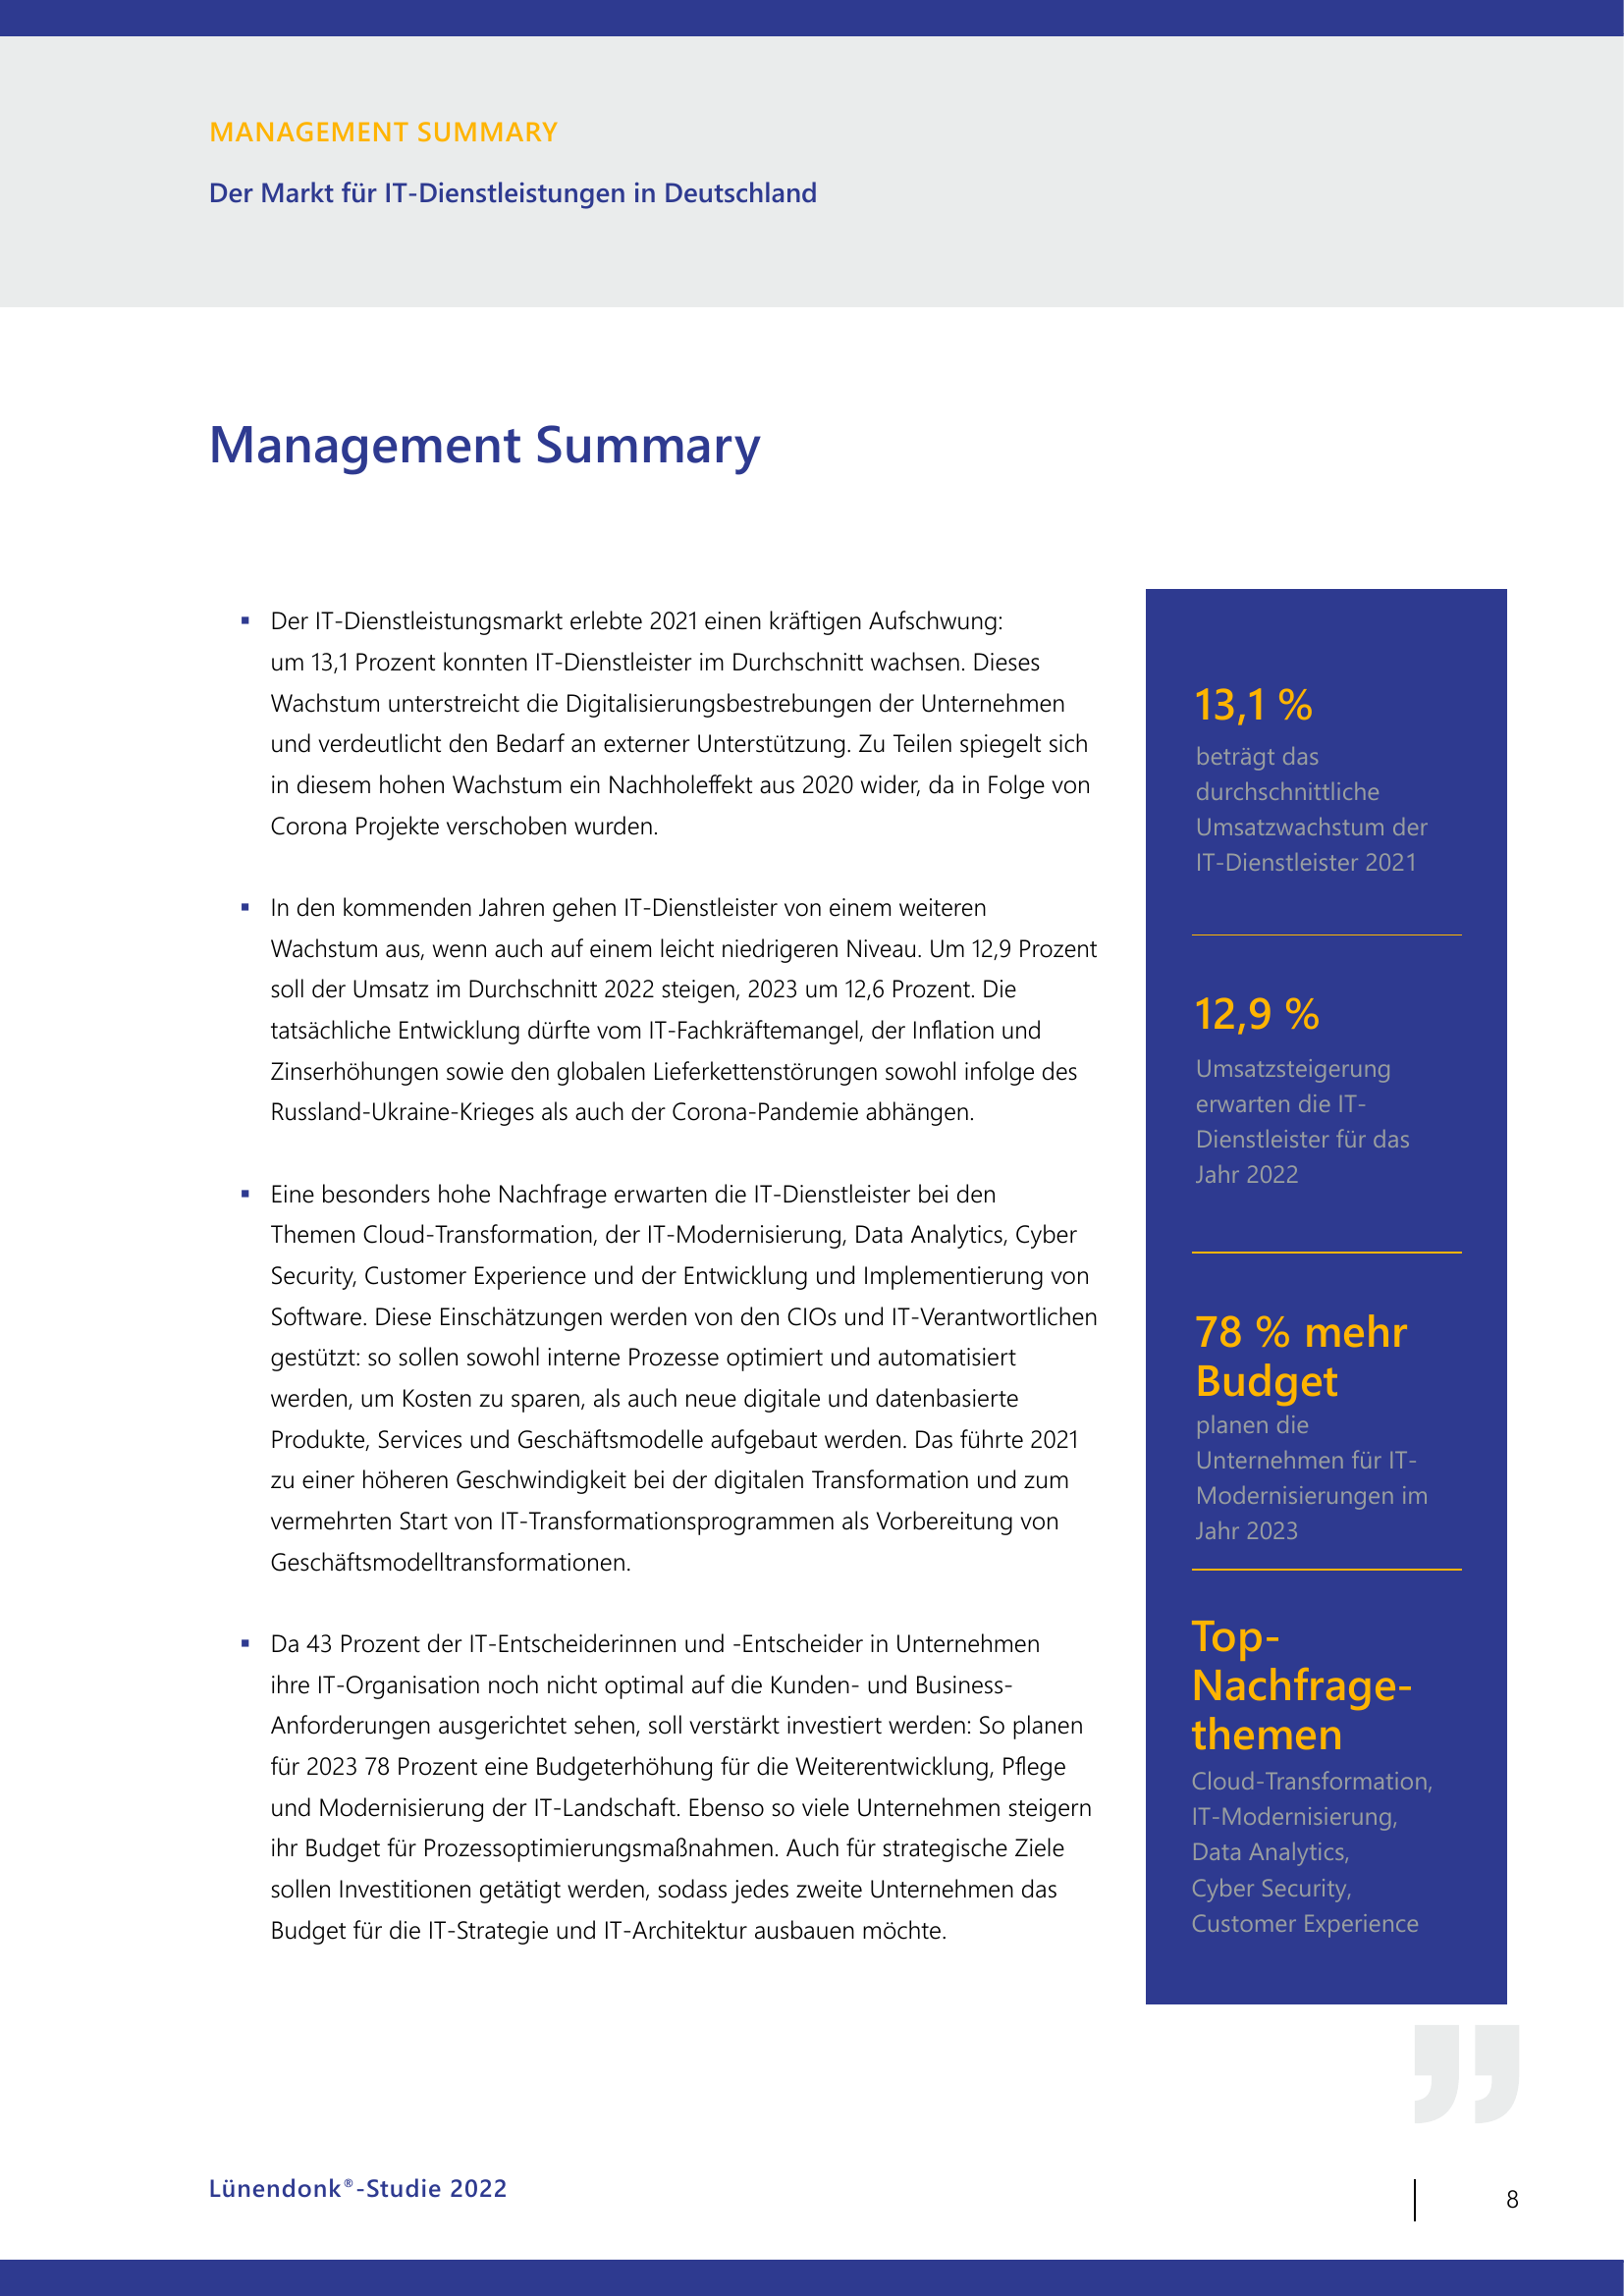 MANAGEMENT SUMMARY
Der Markt für IT-Dienstleistungen in Deutschland
Management Summary
▪ Der IT-Dienstleistungsmarkt erlebte 2021 einen kräftigen Aufschwung:
um 13,1 Prozent konnten IT-Dienstleister im Durchschnitt wachsen. Dieses
Wachstum unterstreicht die Digitalisierungsbestrebungen der Unternehmen
und verdeutlicht den Bedarf an externer Unterstützung. Zu Teilen spiegelt sich
in diesem hohen Wachstum ein Nachholeffekt aus 2020 wider, da in Folge von
Corona Projekte verschoben wurden.
▪ In den kommenden Jahren gehen IT-Dienstleister von einem weiteren
Wachstum aus, wenn auch auf einem leicht niedrigeren Niveau. Um 12,9 Prozent
soll der Umsatz im Durchschnitt 2022 steigen, 2023 um 12,6 Prozent. Die
tatsächliche Entwicklung dürfte vom IT-Fachkräftemangel, der Inflation und
Zinserhöhungen sowie den globalen Lieferkettenstörungen sowohl infolge des
Russland-Ukraine-Krieges als auch der Corona-Pandemie abhängen.
▪ Eine besonders hohe Nachfrage erwarten die IT-Dienstleister bei den
Themen Cloud-Transformation, der IT-Modernisierung, Data Analytics, Cyber
Security, Customer Experience und der Entwicklung und Implementierung von
Software. Diese Einschätzungen werden von den CIOs und IT-Verantwortlichen
gestützt: so sollen sowohl interne Prozesse optimiert und automatisiert
werden, um Kosten zu sparen, als auch neue digitale und datenbasierte
Produkte, Services und Geschäftsmodelle aufgebaut werden. Das führte 2021
zu einer höheren Geschwindigkeit bei der digitalen Transformation und zum
vermehrten Start von IT-Transformationsprogrammen als Vorbereitung von
Geschäftsmodelltransformationen.
▪ Da 43 Prozent der IT-Entscheiderinnen und -Entscheider in Unternehmen
ihre IT-Organisation noch nicht optimal auf die Kunden- und Business-
Anforderungen ausgerichtet sehen, soll verstärkt investiert werden: So planen
für 2023 78 Prozent eine Budgeterhöhung für die Weiterentwicklung, Pflege
und Modernisierung der IT-Landschaft. Ebenso so viele Unternehmen steigern
ihr Budget für Prozessoptimierungsmaßnahmen. Auch für strategische Ziele
sollen Investitionen getätigt werden, sodass jedes zweite Unternehmen das
Budget für die IT-Strategie und IT-Architektur ausbauen möchte.
13,1 %
beträgt das
durchschnittliche
Umsatzwachstum der
IT-Dienstleister 2021
12,9 %
Umsatzsteigerung
erwarten die IT-
Dienstleister für das
Jahr 2022
78 % mehr
Budget
planen die
Unternehmen für IT-
Modernisierungen im
Jahr 2023
Top-
Nachfrage-
themen
Cloud-Transformation,
IT-Modernisierung,
Data Analytics,
Cyber Security,
Customer Experience
Lünendonk®-Studie 2022
8